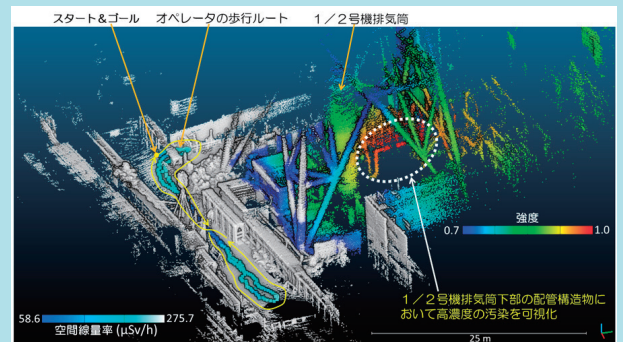 スタート&ゴール
オペレータの歩行ルート
1/2号機排気筒
強度
0.7
1.0
1/2号機排気筒下部の配管構造物に
おいて高濃度の汚染を可視化
58.6
275.7
空間線量率 (μSv/h)
25 m